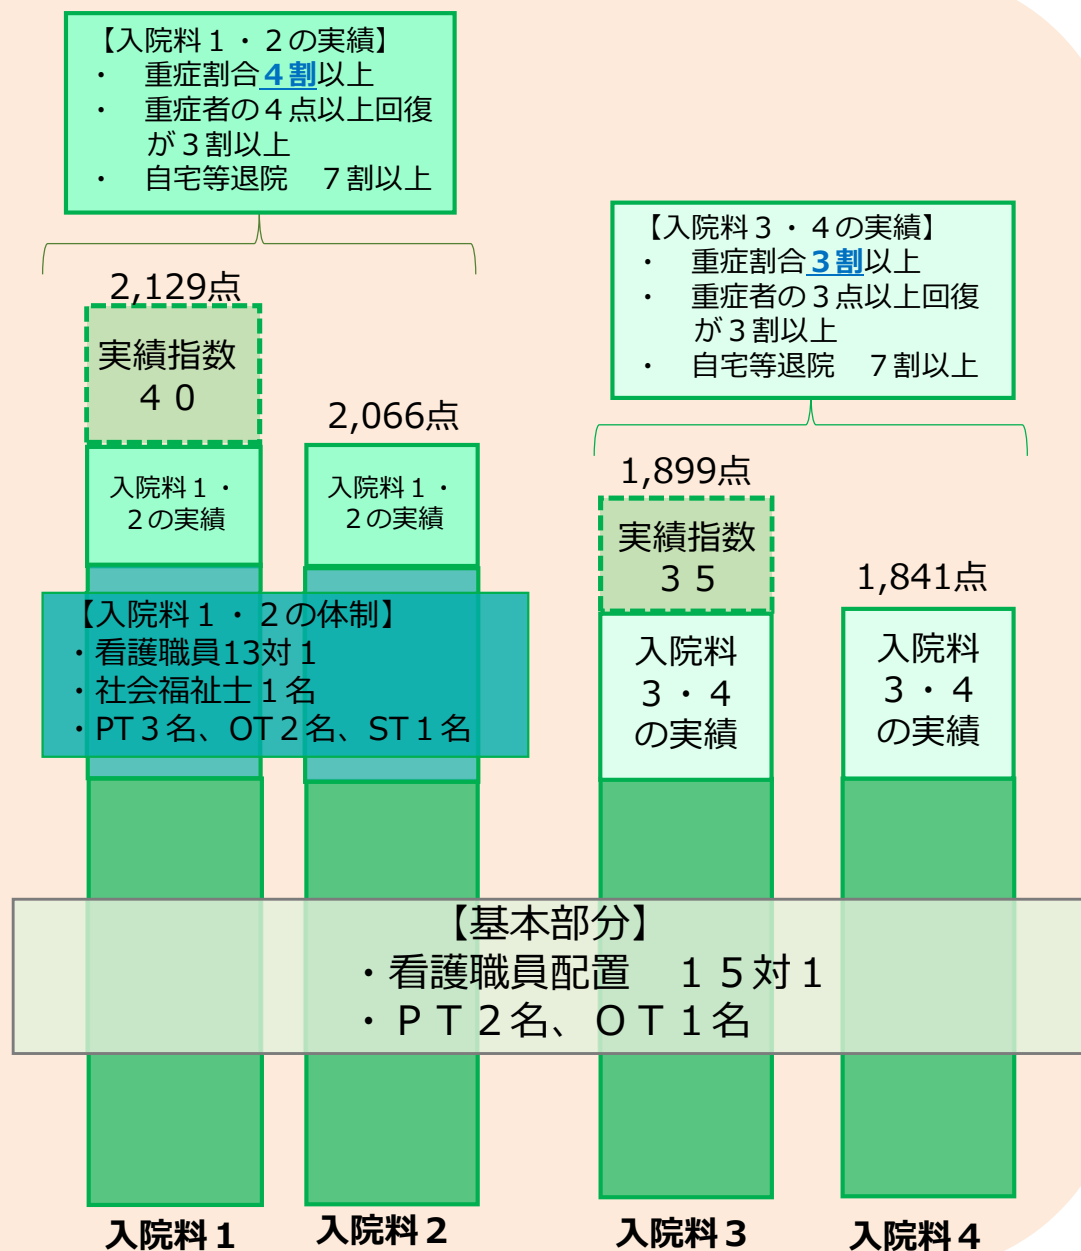 【入院料１・２の実績】
・　重症割合４割以上
・　重症者の４点以上回復
が３割以上
・　自宅等退院　７割以上
【入院料３・４の実績】
・　重症割合３割以上
・　重症者の３点以上回復
が３割以上
・　自宅等退院　７割以上
2,129点
実績指数
４０
入院料１・
２の実績
2,066点
入院料１・
２の実績
1,899点
実績指数
３５
入院料
３・４
の実績
1,841点
入院料
３・４
の実績
【入院料１・２の体制】
・看護職員13対１
・社会福祉士１名
・PT３名、OT２名、ST１名
【基本部分】
・看護職員配置　１５対１
・ＰＴ２名、ＯＴ１名
入院料１
入院料２
入院料３
入院料４